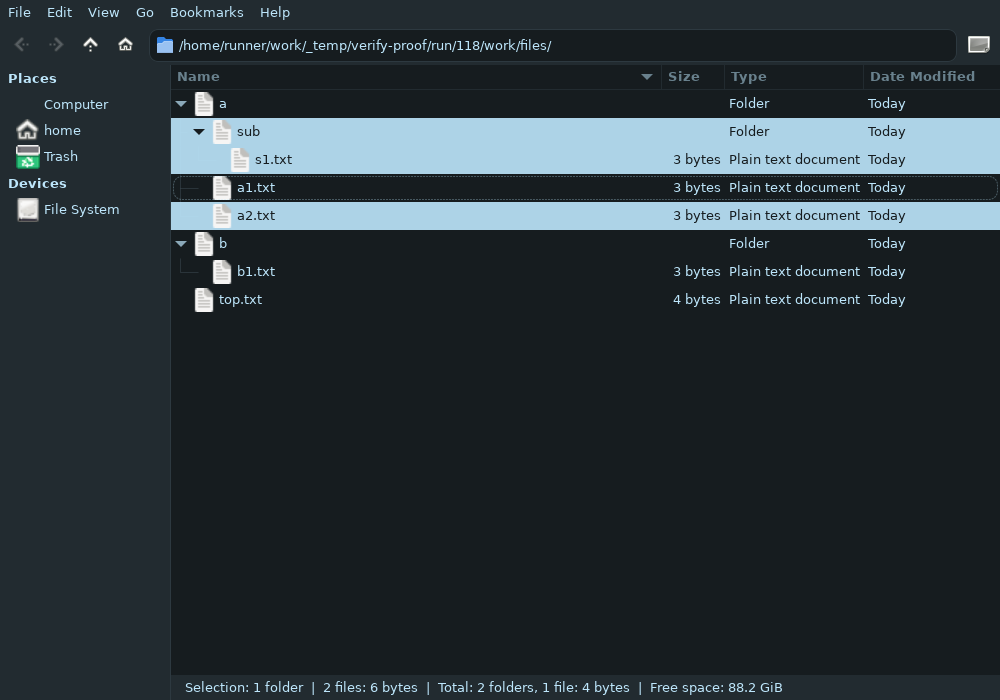 File Edit View Go Bookmarks Help
/home/runner/work/_temp/verify-proof/run/118/work/files/
Places
Computer
home
Trash
Devices
File System
Name Size Type Date Modified
a Folder Today
sub Folder Today
s1.txt 3 bytes Plain text document Today
a1.txt 3 bytes Plain text document Today
a2.txt 3 bytes Plain text document Today
b Folder Today
b1.txt 3 bytes Plain text document Today
top.txt 4 bytes Plain text document Today
Selection: 1 folder | 2 files: 6 bytes | Total: 2 folders, 1 file: 4 bytes | Free space: 88.2 GiB